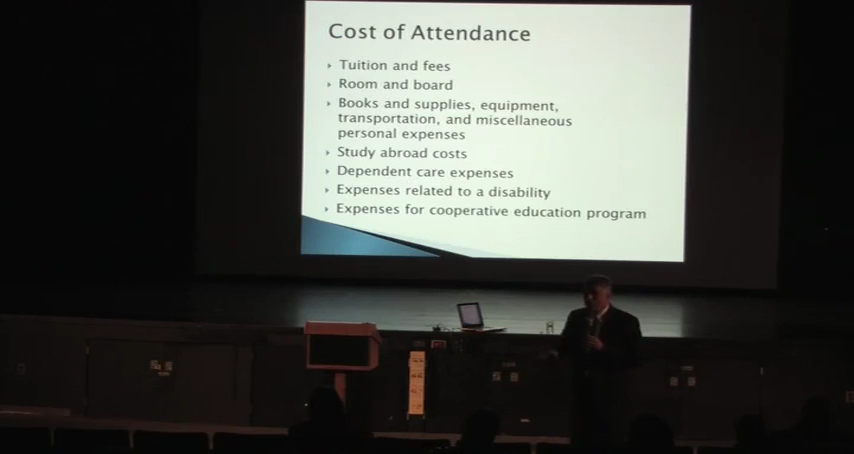 Cost of Attendance
Tuition and fees
Room and board
Books and supplies, equipment,
transportation, and miscellaneous
personal expenses
Study abroad costs
Dependent care expenses
Expenses related to a disability
Expenses for cooperative education program